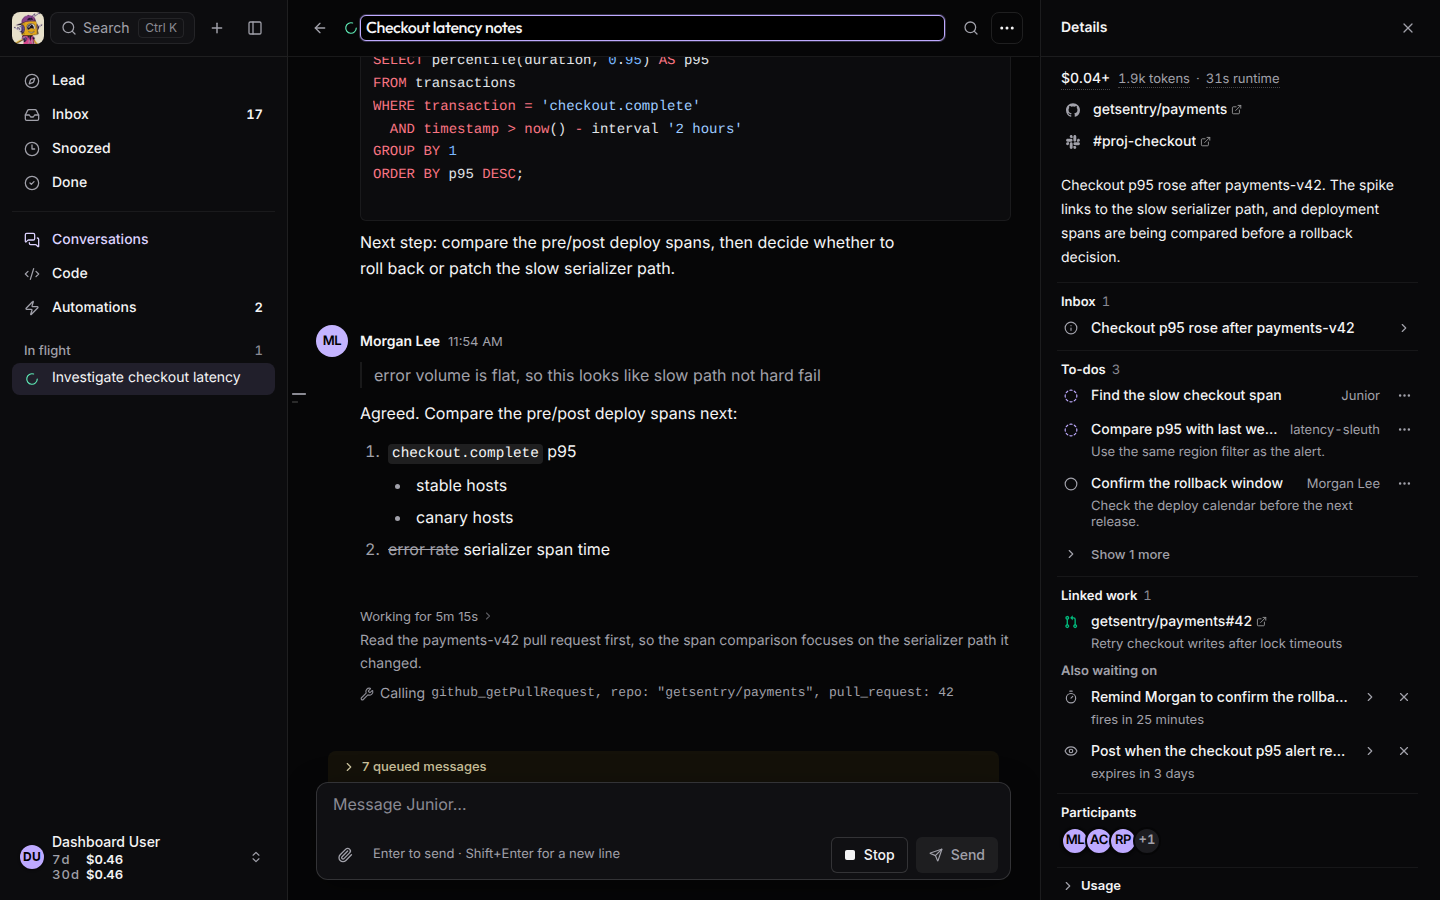 Search Ctrl K
Lead
Inbox 17
Snoozed
Done
Conversations
Code
Automations 2
In flight 1
Investigate checkout latency
Dashboard User
DU
7d $0.46
30d $0.46
Checkout latency notes
SELECT percentile(duration, 0.95) AS p95
FROM transactions
WHERE transaction = 'checkout.complete'
AND timestamp > now() - interval '2 hours'
GROUP BY 1
ORDER BY p95 DESC;
Next step: compare the pre/post deploy spans, then decide whether to
roll back or patch the slow serializer path.
ML Morgan Lee 11:54 AM
error volume is flat, so this looks like slow path not hard fail
Agreed. Compare the pre/post deploy spans next:
1. checkout.complete p95
• stable hosts
• canary hosts
2. error rate serializer span time
Working for 5m 15s
Read the payments-v42 pull request first, so the span comparison focuses on the serializer path it
changed.
Calling github_getPullRequest, repo: "getsentry/payments", pull_request: 42
7 queued messages
Message Junior...
Enter to send · Shift+Enter for a new line
Stop
Send
Details
$0.04+ 1.9k tokens · 31s runtime
getsentry/payments
#proj-checkout
Checkout p95 rose after payments-v42. The spike
links to the slow serializer path, and deployment
spans are being compared before a rollback
decision.
Inbox 1
Checkout p95 rose after payments-v42
To-dos 3
Find the slow checkout span Junior
Compare p95 with last we... latency-sleuth
Use the same region filter as the alert.
Confirm the rollback window Morgan Lee
Check the deploy calendar before the next
release.
Show 1 more
Linked work 1
getsentry/payments#42
Retry checkout writes after lock timeouts
Also waiting on
Remind Morgan to confirm the rollba...
fires in 25 minutes
Post when the checkout p95 alert re...
expires in 3 days
Participants
ML AC RP +1
Usage